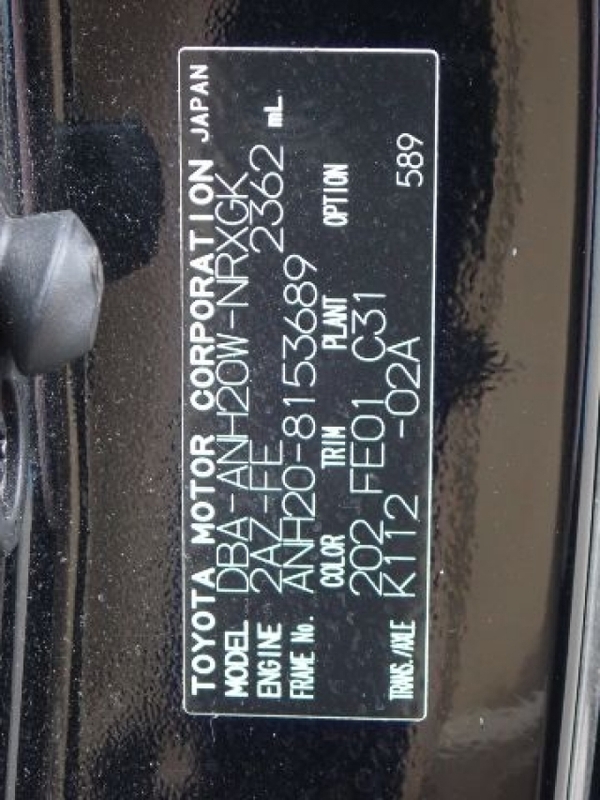 TOYOTA MOTOR CORPORATION JAPAN
MODEL DBA-ANH20W-NRXGK
ENGINE 2AZ-FE 2362 mL
FRAME No. ANH20-8153689
COLOR TRIM PLANT OPTION
202 FE01 C31
TRANS./AXLE K112 -02A 589